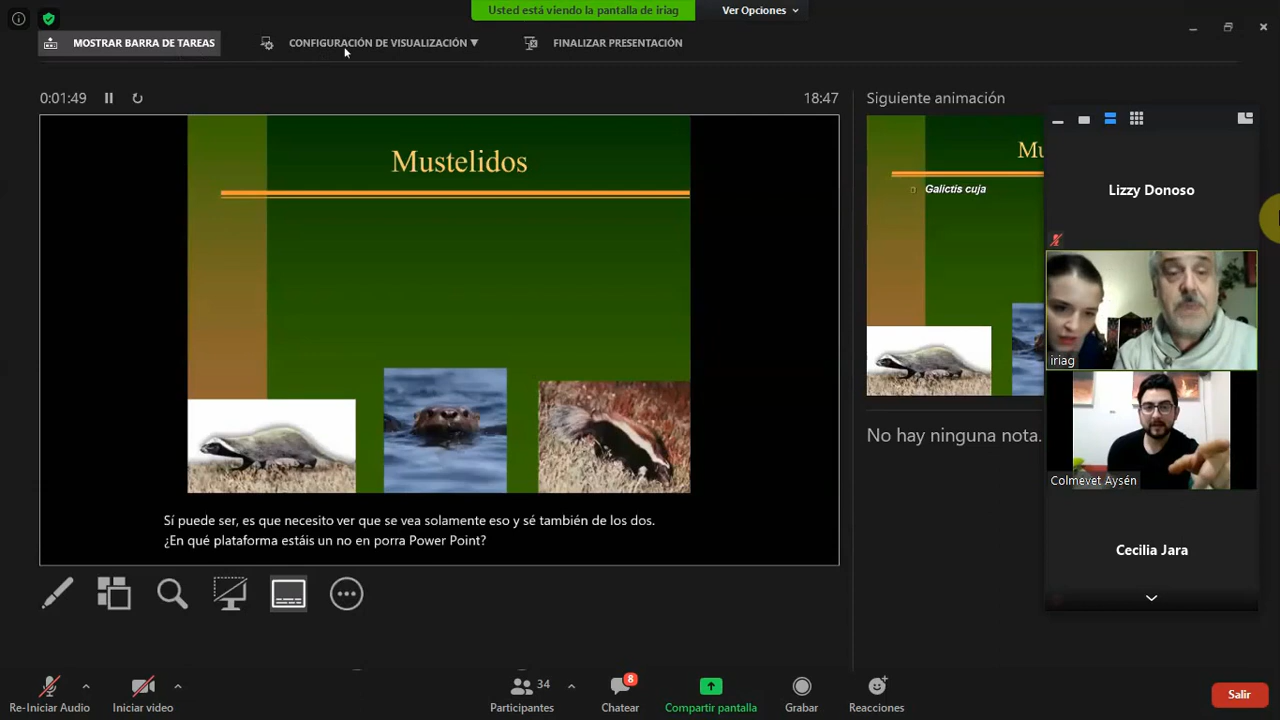 Usted está viendo la pantalla de iriag
Ver Opciones
MOSTRAR BARRA DE TAREAS
CONFIGURACIÓN DE VISUALIZACIÓN
FINALIZAR PRESENTACIÓN
0:01:49
18:47
Siguiente animación
Mustelidos
Mu
Galictis cuja
Lizzy Donoso
iriag
Colmevet Aysén
Cecilia Jara
No hay ninguna nota.
Sí puede ser, es que necesito ver que se vea solamente eso y sé también de los dos.
¿En qué plataforma estáis un no en porra Power Point?
Re-Iniciar Audio
Iniciar video
34
Participantes
8
Chatear
Compartir pantalla
Grabar
Reacciones
Salir